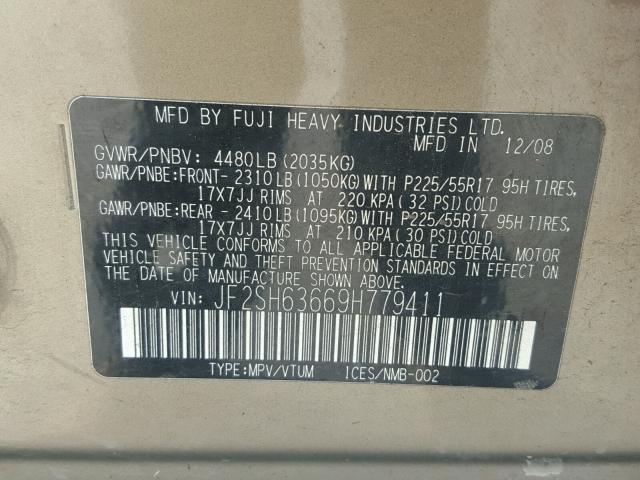 MFD BY FUJI HEAVY INDUSTRIES LTD.
MFD IN 12/08
GVWR/PNBV: 4480LB(2035KG)
GAWR/PNBE:FRONT- 2310LB(1050KG)WITH P225/55R17 95H TIRES,
17X7JJ RIMS AT 220 KPA(32 PSI)COLD
GAWR/PNBE:REAR - 2410LB(1095KG)WITH P225/55R17 95H TIRES,
17X7JJ RIMS AT 210 KPA(30 PSI)COLD
THIS VEHICLE CONFORMS TO ALL APPLICABLE FEDERAL MOTOR
VEHICLE SAFETY AND THEFT PREVENTION STANDARDS IN EFFECT ON
THE DATE OF MANUFACTURE SHOWN ABOVE.
VIN: JF2SH63669H779411
TYPE:MPV/VTUM ICES/NMB-002